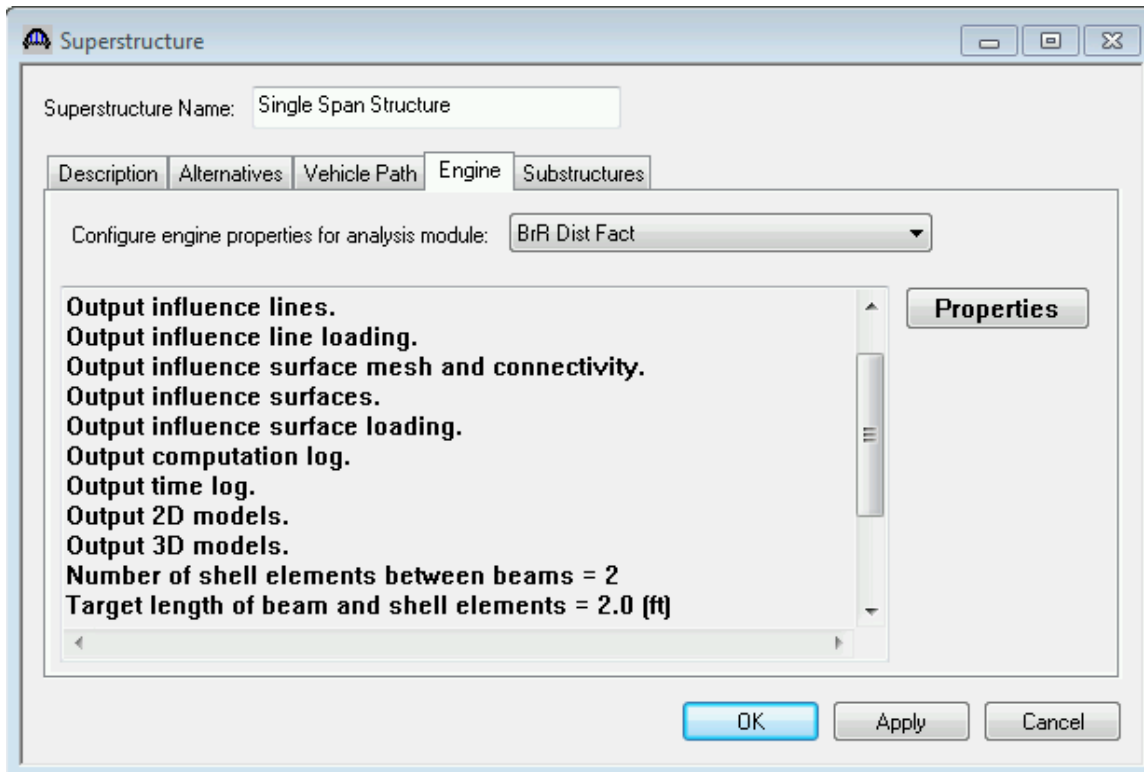 Superstructure
Superstructure Name: Single Span Structure
Description Alternatives Vehicle Path Engine Substructures
Configure engine properties for analysis module: BrR Dist Fact
Output influence lines.
Properties
Output influence line loading.
Output influence surface mesh and connectivity.
Output influence surfaces.
Output influence surface loading.
Output computation log.
Output time log.
Output 2D models.
Output 3D models.
Number of shell elements between beams = 2
Target length of beam and shell elements = 2.0 (ft)
OK Apply Cancel